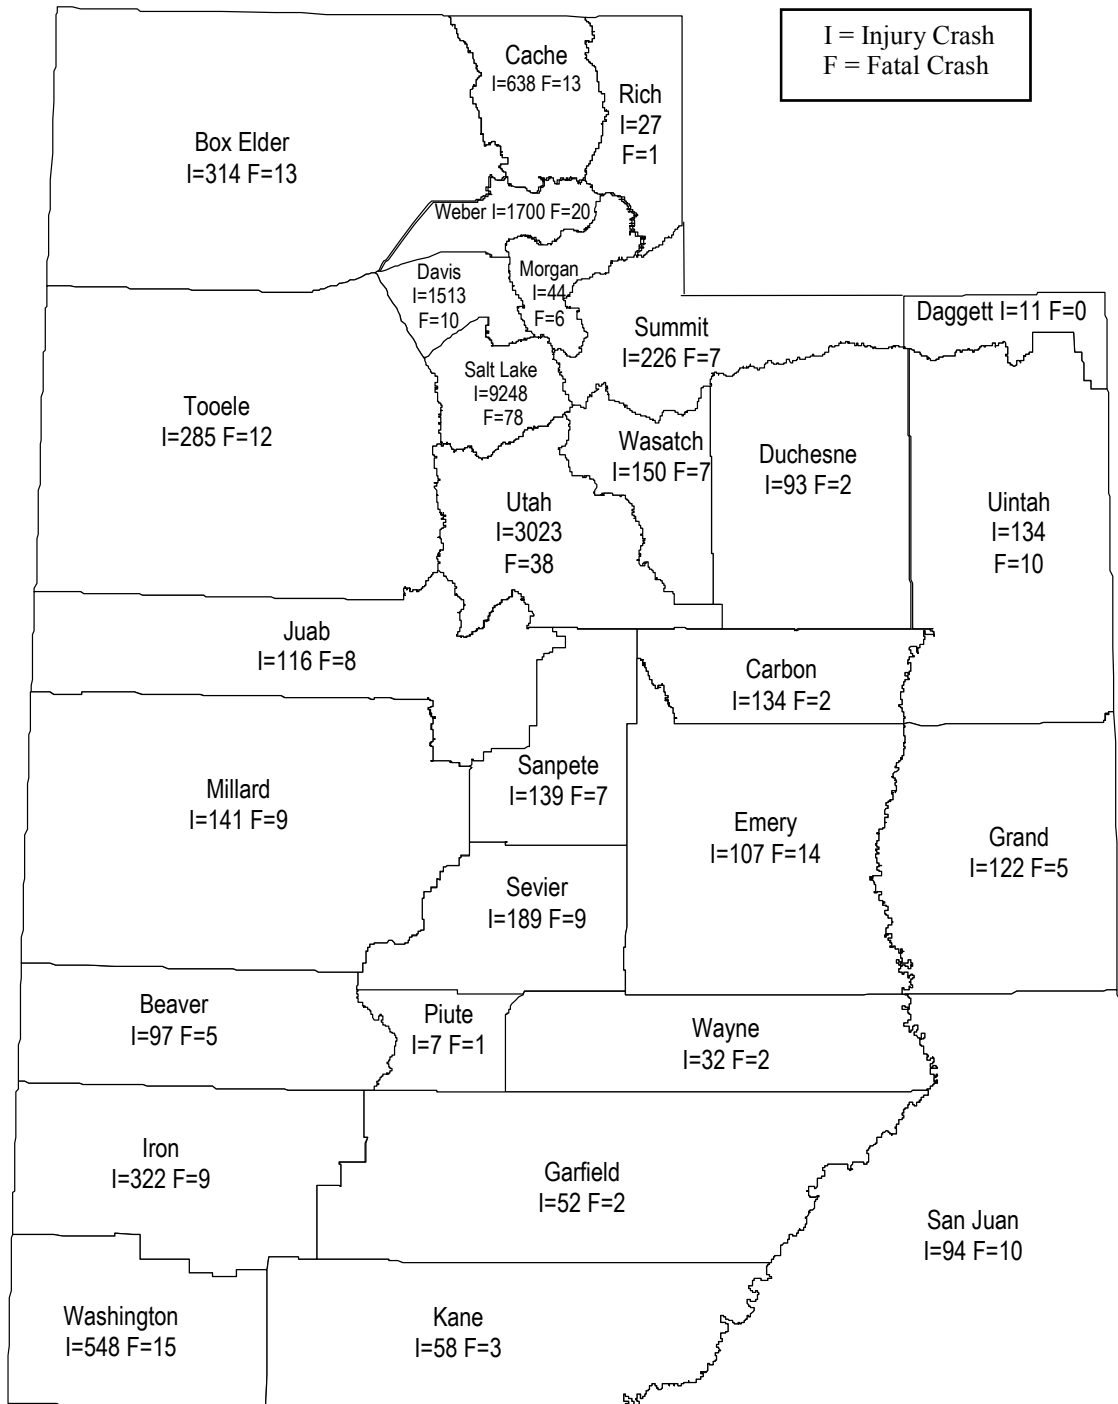 I = Injury Crash
F = Fatal Crash
Cache
I=638 F=13
Rich
I=27
F=1
Box Elder
I=314 F=13
Weber I=1700 F=20
Davis
I=1513
F=10
Morgan
I=44
F=6
Daggett I=11 F=0
Summit
I=226 F=7
Salt Lake
I=9248
F=78
Tooele
I=285 F=12
Wasatch
I=150 F=7
Duchesne
I=93 F=2
Utah
I=3023
F=38
Uintah
I=134
F=10
Juab
I=116 F=8
Carbon
I=134 F=2
Sanpete
I=139 F=7
Millard
I=141 F=9
Emery
I=107 F=14
Grand
I=122 F=5
Sevier
I=189 F=9
Beaver
I=97 F=5
Piute
I=7 F=1
Wayne
I=32 F=2
Iron
I=322 F=9
Garfield
I=52 F=2
San Juan
I=94 F=10
Washington
I=548 F=15
Kane
I=58 F=3